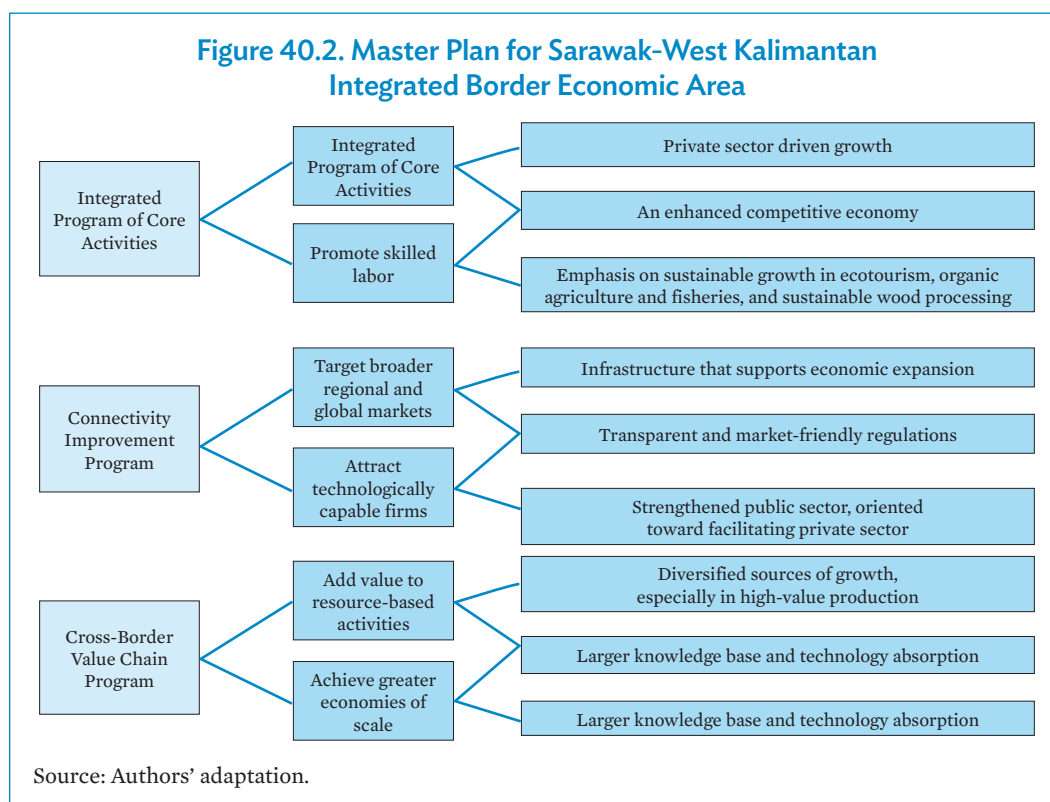 Figure 40.2. Master Plan for Sarawak-West Kalimantan
Integrated Border Economic Area
Integrated
Program of Core
Activities
Integrated
Program of Core
Activities
Promote skilled
labor
Private sector driven growth
An enhanced competitive economy
Emphasis on sustainable growth in ecotourism, organic
agriculture and fisheries, and sustainable wood processing
Connectivity
Improvement
Program
Target broader
regional and
global markets
Attract
technologically
capable firms
Infrastructure that supports economic expansion
Transparent and market-friendly regulations
Strengthened public sector, oriented
toward facilitating private sector
Cross-Border
Value Chain
Program
Add value to
resource-based
activities
Achieve greater
economies of
scale
Diversified sources of growth,
especially in high-value production
Larger knowledge base and technology absorption
Larger knowledge base and technology absorption
Source: Authors’ adaptation.